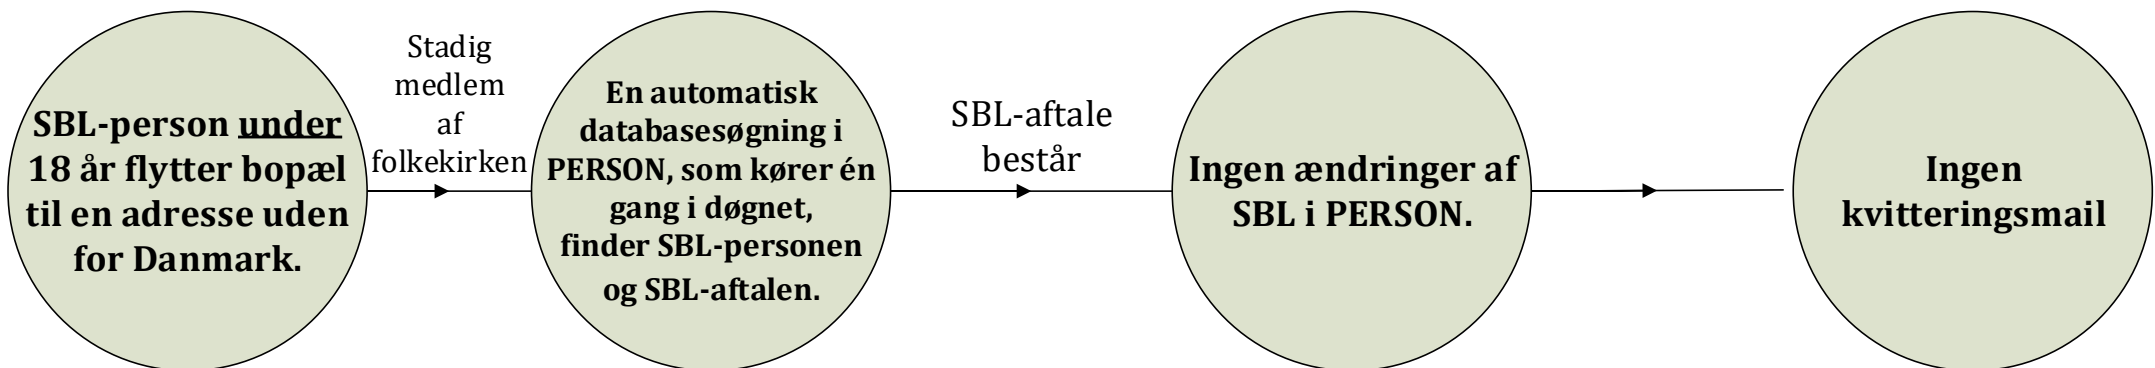 SBL-person under
18 år flytter bopæl
til en adresse uden
for Danmark.
Stadig
medlem
af
folkekirken
En automatisk
databasesøgning i
PERSON, som kører én
gang i døgnet,
finder SBL-personen
og SBL-aftalen.
SBL-aftale
består
Ingen ændringer af
SBL i PERSON.
Ingen
kvitteringsmail